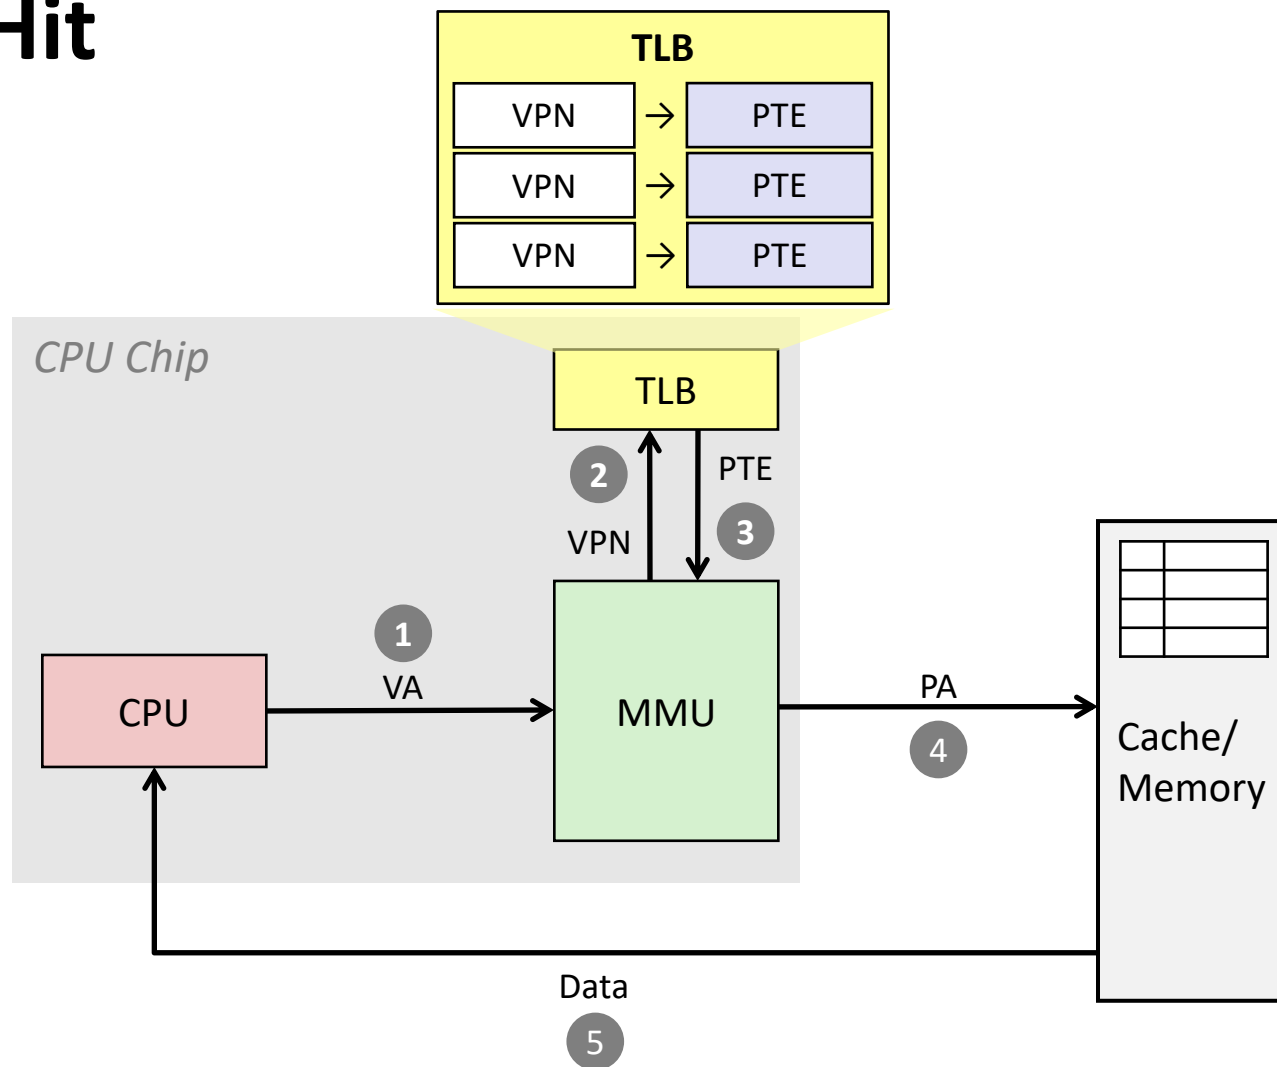 Hit
TLB
VPN → PTE
VPN → PTE
VPN → PTE
CPU Chip
TLB
2
PTE
VPN
3
1
VA
CPU
MMU
PA
4
Cache/
Memory
Data
5